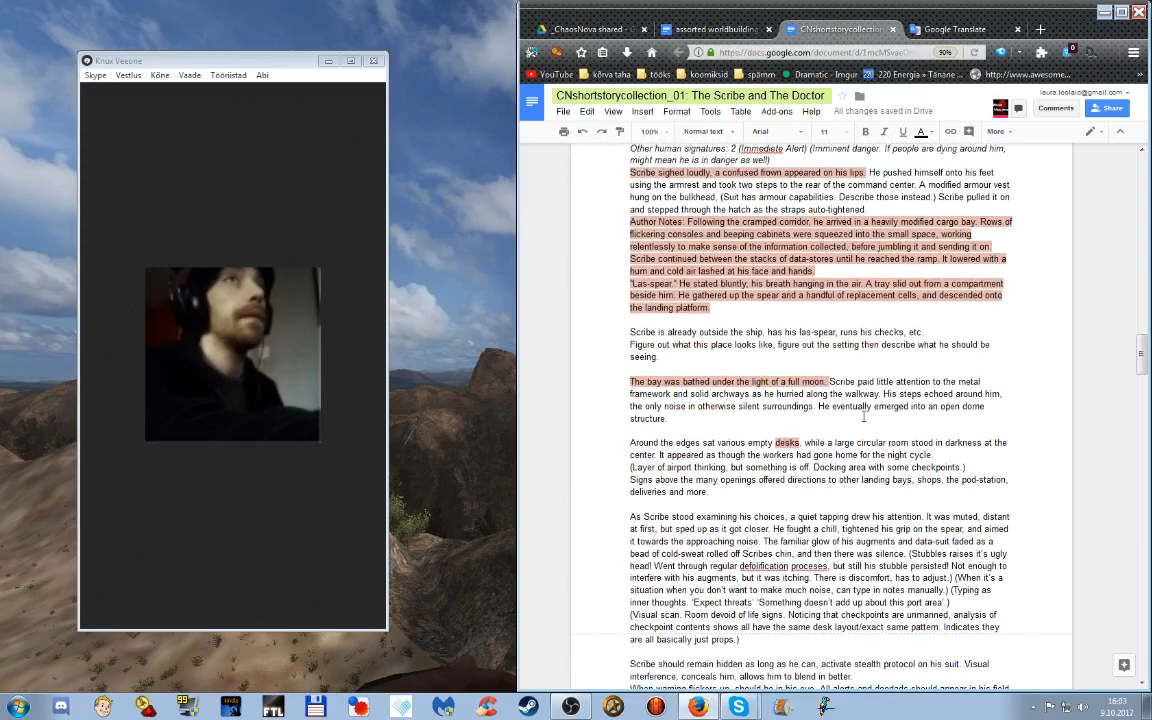 Knux Veeone
Skype Vestlus Kõne Vaade Tööriistad Abi
_ChaosNova shared -
assorted worldbuilding
CNshortstorycollection
Google Translate
90%
YouTube kõrva taha tööks koomiksid spämm Dramatic - Imgur 220 Energia » Tänane ... http://www.awesome...
CNshortstorycollection_01: The Scribe and The Doctor
laura.loolaid@gmail.com
File Edit View Insert Format Tools Table Add-ons Help All changes saved in Drive
Comments Share
100% Normal text Arial 11 B I U A More
Other human signatures: 2 (Immediete Alert) (Imminent danger. If people are dying around him,
might mean he is in danger as well)
Scribe sighed loudly, a confused frown appeared on his lips. He pushed himself onto his feet
using the armrest and took two steps to the rear of the command center. A modified armour vest
hung on the bulkhead, (Suit has armour capabilities. Describe those instead.) Scribe pulled it on
and stepped through the hatch as the straps auto-tightened.
Author Notes: Following the cramped corridor, he arrived in a heavily modified cargo bay. Rows of
flickering consoles and beeping cabinets were squeezed into the small space, working
relentlessly to make sense of the information collected, before jumbling it and sending it on.
Scribe continued between the stacks of data-stores until he reached the ramp. It lowered with a
hum and cold air lashed at his face and hands.
"Las-spear." He stated bluntly, his breath hanging in the air. A tray slid out from a compartment
beside him. He gathered up the spear and a handful of replacement cells, and descended onto
the landing platform.
Scribe is already outside the ship, has his las-spear, runs his checks, etc.
Figure out what this place looks like, figure out the setting then describe what he should be
seeing.
The bay was bathed under the light of a full moon. Scribe paid little attention to the metal
framework and solid archways as he hurried along the walkway. His steps echoed around him,
the only noise in otherwise silent surroundings. He eventually emerged into an open dome
structure.
Around the edges sat various empty desks, while a large circular room stood in darkness at the
center. It appeared as though the workers had gone home for the night cycle.
(Layer of airport thinking, but something is off. Docking area with some checkpoints.)
Signs above the many openings offered directions to other landing bays, shops, the pod-station,
deliveries and more.
As Scribe stood examining his choices, a quiet tapping drew his attention. It was muted, distant
at first, but sped up as it got closer. He fought a chill, tightened his grip on the spear, and aimed
it towards the approaching noise. The familiar glow of his augments and data-suit faded as a
bead of cold-sweat rolled off Scribes chin, and then there was silence. (Stubbles raises it's ugly
head! Went through regular defolification proceses, but still his stubble persisted! Not enough to
interfere with his augments, but it was itching. There is discomfort, has to adjust.) (When it's a
situation when you don't want to make much noise, can type in notes manually.) (Typing as
inner thoughts. 'Expect threats' 'Something doesn't add up about this port area'.)
(Visual scan. Room devoid of life signs. Noticing that checkpoints are unmanned, analysis of
checkpoint contents shows all have the same desk layout/exact same pattern. Indicates they
are all basically just props.)
Scribe should remain hidden as long as he can, activate stealth protocol on his suit. Visual
interference, conceals him, allows him to blend in better.
99
kindle
FTL
16:03
9.10.2017